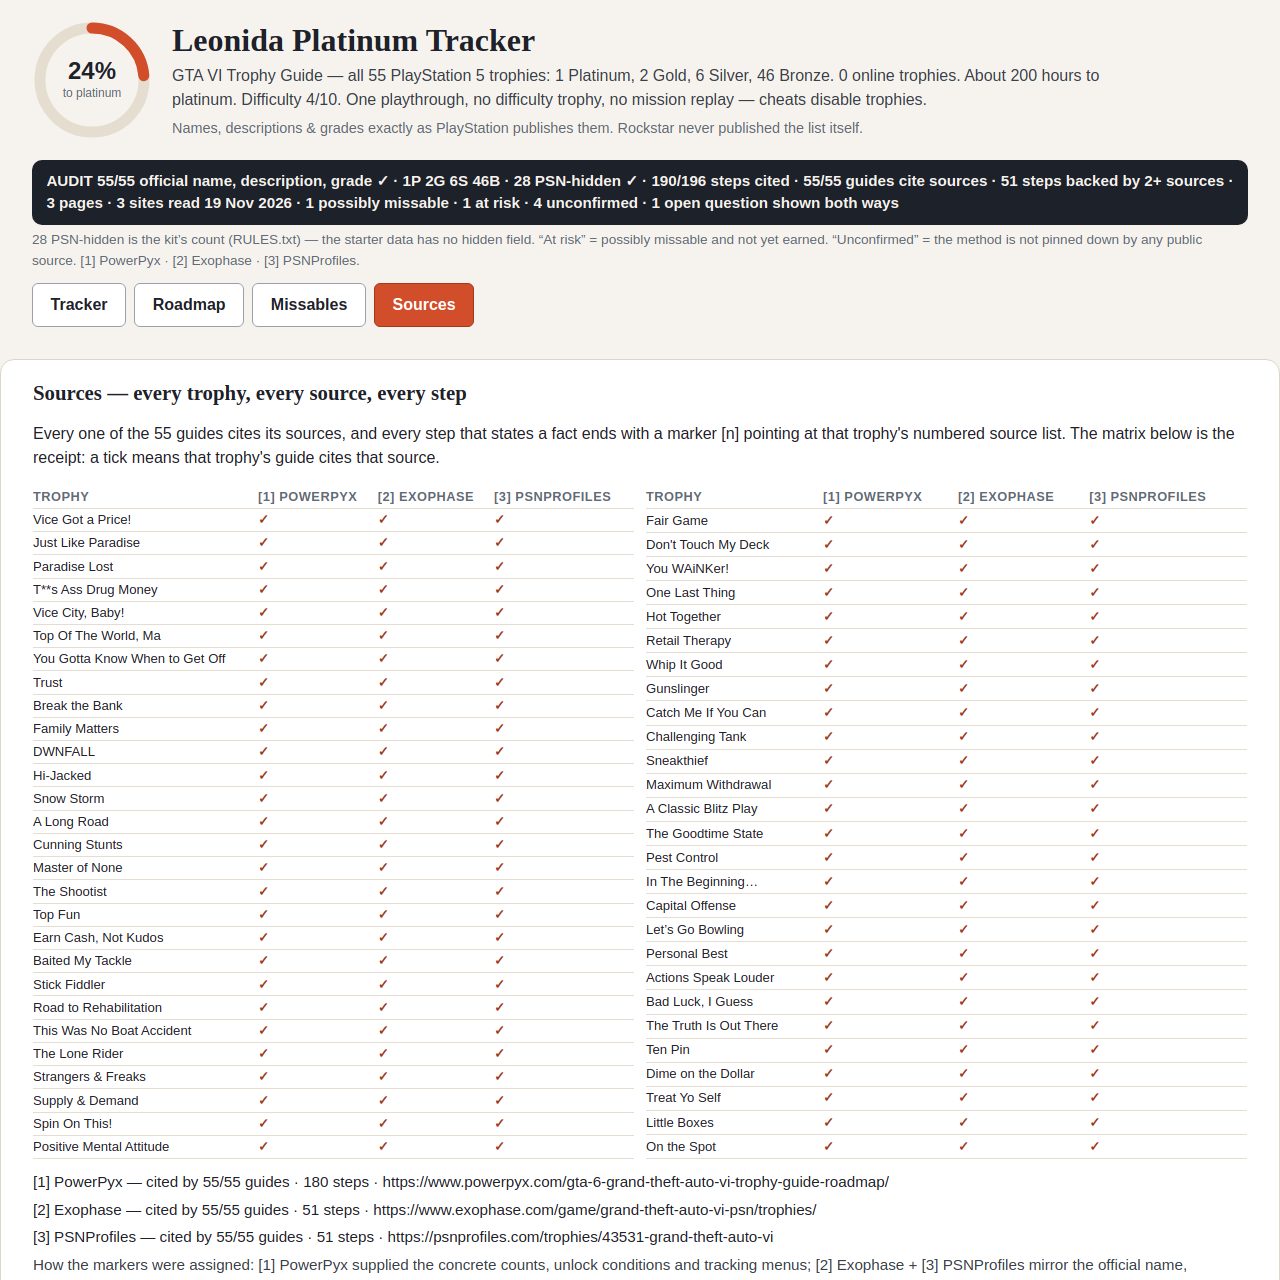 24%
to platinum
Leonida Platinum Tracker
GTA VI Trophy Guide — all 55 PlayStation 5 trophies: 1 Platinum, 2 Gold, 6 Silver, 46 Bronze. 0 online trophies. About 200 hours to
platinum. Difficulty 4/10. One playthrough, no difficulty trophy, no mission replay — cheats disable trophies.
Names, descriptions & grades exactly as PlayStation publishes them. Rockstar never published the list itself.
AUDIT 55/55 official name, description, grade ✓ · 1P 2G 6S 46B · 28 PSN-hidden ✓ · 190/196 steps cited · 55/55 guides cite sources · 51 steps backed by 2+ sources ·
3 pages · 3 sites read 19 Nov 2026 · 1 possibly missable · 1 at risk · 4 unconfirmed · 1 open question shown both ways
28 PSN-hidden is the kit's count (RULES.txt) — the starter data has no hidden field. “At risk” = possibly missable and not yet earned. “Unconfirmed” = the method is not pinned down by any public
source. [1] PowerPyx · [2] Exophase · [3] PSNProfiles.
Tracker Roadmap Missables Sources
Sources — every trophy, every source, every step
Every one of the 55 guides cites its sources, and every step that states a fact ends with a marker [n] pointing at that trophy's numbered source list. The matrix below is the
receipt: a tick means that trophy's guide cites that source.
TROPHY [1] POWERPYX [2] EXOPHASE [3] PSNPROFILES
Vice Got a Price! ✓ ✓ ✓
Just Like Paradise ✓ ✓ ✓
Paradise Lost ✓ ✓ ✓
T**s Ass Drug Money ✓ ✓ ✓
Vice City, Baby! ✓ ✓ ✓
Top Of The World, Ma ✓ ✓ ✓
You Gotta Know When to Get Off ✓ ✓ ✓
Trust ✓ ✓ ✓
Break the Bank ✓ ✓ ✓
Family Matters ✓ ✓ ✓
DWNFALL ✓ ✓ ✓
Hi-Jacked ✓ ✓ ✓
Snow Storm ✓ ✓ ✓
A Long Road ✓ ✓ ✓
Cunning Stunts ✓ ✓ ✓
Master of None ✓ ✓ ✓
The Shootist ✓ ✓ ✓
Top Fun ✓ ✓ ✓
Earn Cash, Not Kudos ✓ ✓ ✓
Baited My Tackle ✓ ✓ ✓
Stick Fiddler ✓ ✓ ✓
Road to Rehabilitation ✓ ✓ ✓
This Was No Boat Accident ✓ ✓ ✓
The Lone Rider ✓ ✓ ✓
Strangers & Freaks ✓ ✓ ✓
Supply & Demand ✓ ✓ ✓
Spin On This! ✓ ✓ ✓
Positive Mental Attitude ✓ ✓ ✓
TROPHY [1] POWERPYX [2] EXOPHASE [3] PSNPROFILES
Fair Game ✓ ✓ ✓
Don't Touch My Deck ✓ ✓ ✓
You WAiNKer! ✓ ✓ ✓
One Last Thing ✓ ✓ ✓
Hot Together ✓ ✓ ✓
Retail Therapy ✓ ✓ ✓
Whip It Good ✓ ✓ ✓
Gunslinger ✓ ✓ ✓
Catch Me If You Can ✓ ✓ ✓
Challenging Tank ✓ ✓ ✓
Sneakthief ✓ ✓ ✓
Maximum Withdrawal ✓ ✓ ✓
A Classic Blitz Play ✓ ✓ ✓
The Goodtime State ✓ ✓ ✓
Pest Control ✓ ✓ ✓
In The Beginning… ✓ ✓ ✓
Capital Offense ✓ ✓ ✓
Let’s Go Bowling ✓ ✓ ✓
Personal Best ✓ ✓ ✓
Actions Speak Louder ✓ ✓ ✓
Bad Luck, I Guess ✓ ✓ ✓
The Truth Is Out There ✓ ✓ ✓
Ten Pin ✓ ✓ ✓
Dime on the Dollar ✓ ✓ ✓
Treat Yo Self ✓ ✓ ✓
Little Boxes ✓ ✓ ✓
On the Spot ✓ ✓ ✓
[1] PowerPyx — cited by 55/55 guides · 180 steps · https://www.powerpyx.com/gta-6-grand-theft-auto-vi-trophy-guide-roadmap/
[2] Exophase — cited by 55/55 guides · 51 steps · https://www.exophase.com/game/grand-theft-auto-vi-psn/trophies/
[3] PSNProfiles — cited by 55/55 guides · 51 steps · https://psnprofiles.com/trophies/43531-grand-theft-auto-vi
How the markers were assigned: [1] PowerPyx supplied the concrete counts, unlock conditions and tracking menus; [2] Exophase + [3] PSNProfiles mirror the official name,